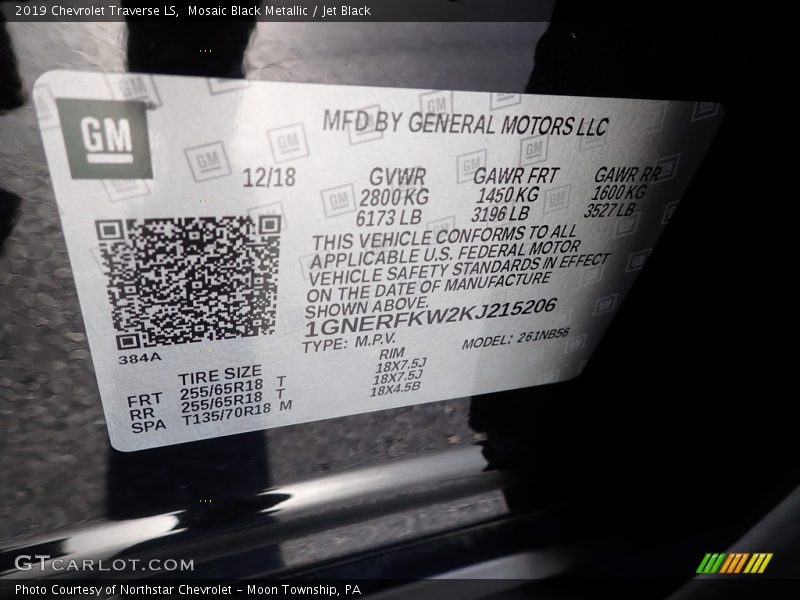 2019 Chevrolet Traverse LS, Mosaic Black Metallic / Jet Black
GM
MFD BY GENERAL MOTORS LLC
12/18 GVWR GAWR FRT GAWR RR
2800 KG 1450 KG 1600 KG
6173 LB 3196 LB 3527 LB
THIS VEHICLE CONFORMS TO ALL
APPLICABLE U.S. FEDERAL MOTOR
VEHICLE SAFETY STANDARDS IN EFFECT
ON THE DATE OF MANUFACTURE
SHOWN ABOVE.
1GNERFKW2KJ215206
TYPE: M.P.V. MODEL: 261NB56
384A
TIRE SIZE RIM
FRT 255/65R18 T 18X7.5J
RR 255/65R18 T 18X7.5J
SPA T135/70R18 M 18X4.5B
GTCARLOT.COM
Photo Courtesy of Northstar Chevrolet - Moon Township, PA